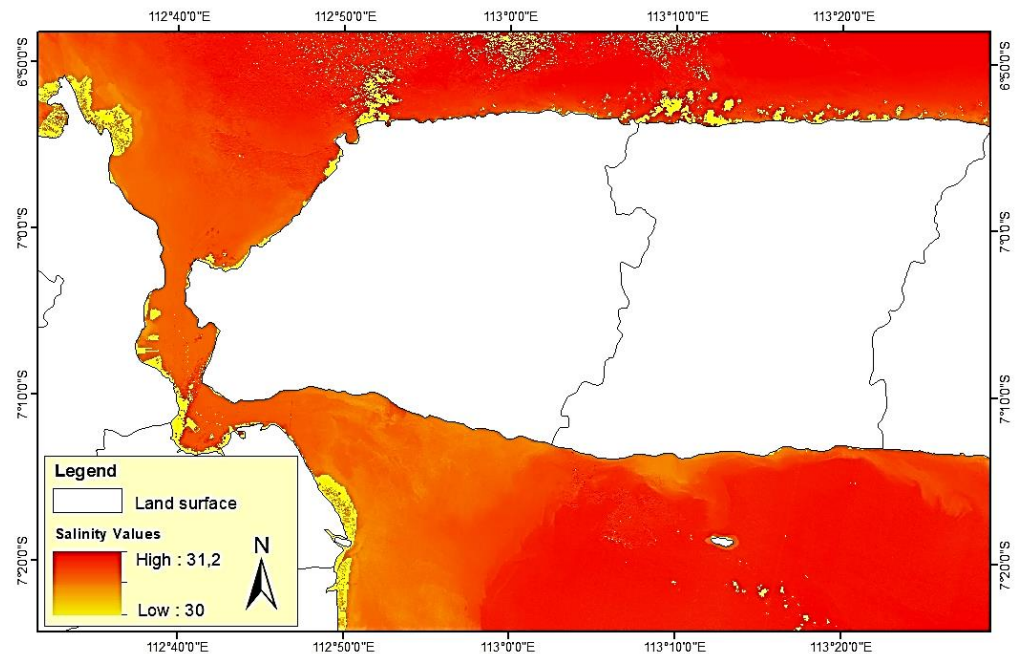 112°40'0"E 112°50'0"E 113°0'0"E 113°10'0"E 113°20'0"E
6°50'0"S 6°50'0"S
7°0'0"S 7°0'0"S
7°10'0"S 7°10'0"S
7°20'0"S 7°20'0"S
Legend
Land surface
Salinity Values
High : 31,2
Low : 30
N
112°40'0"E 112°50'0"E 113°0'0"E 113°10'0"E 113°20'0"E